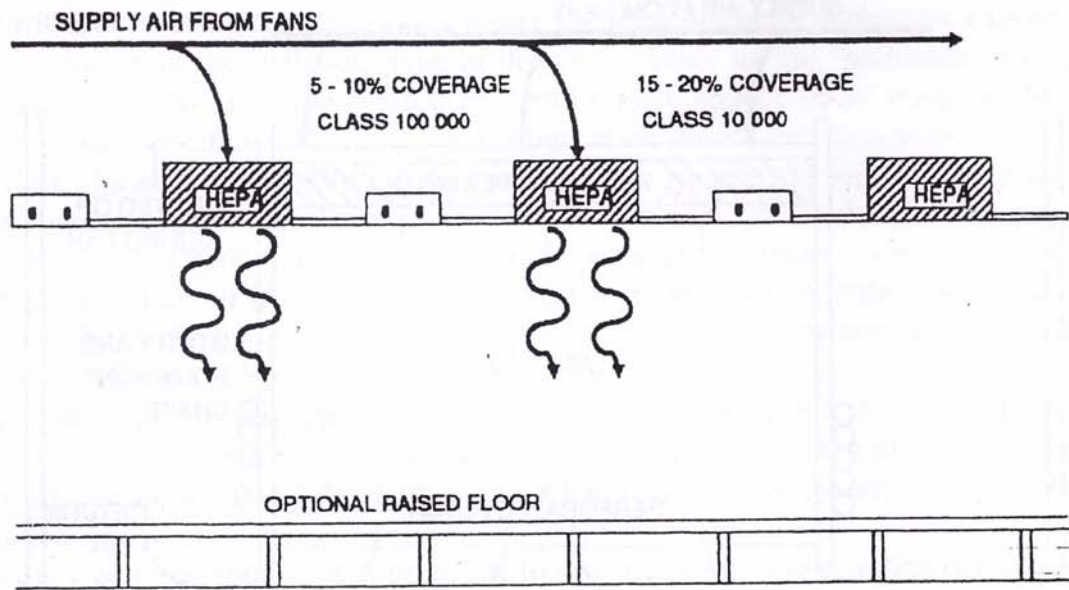 SUPPLY AIR FROM FANS
5 - 10% COVERAGE
CLASS 100 000
15 - 20% COVERAGE
CLASS 10 000
HEPA
HEPA
HEPA
OPTIONAL RAISED FLOOR